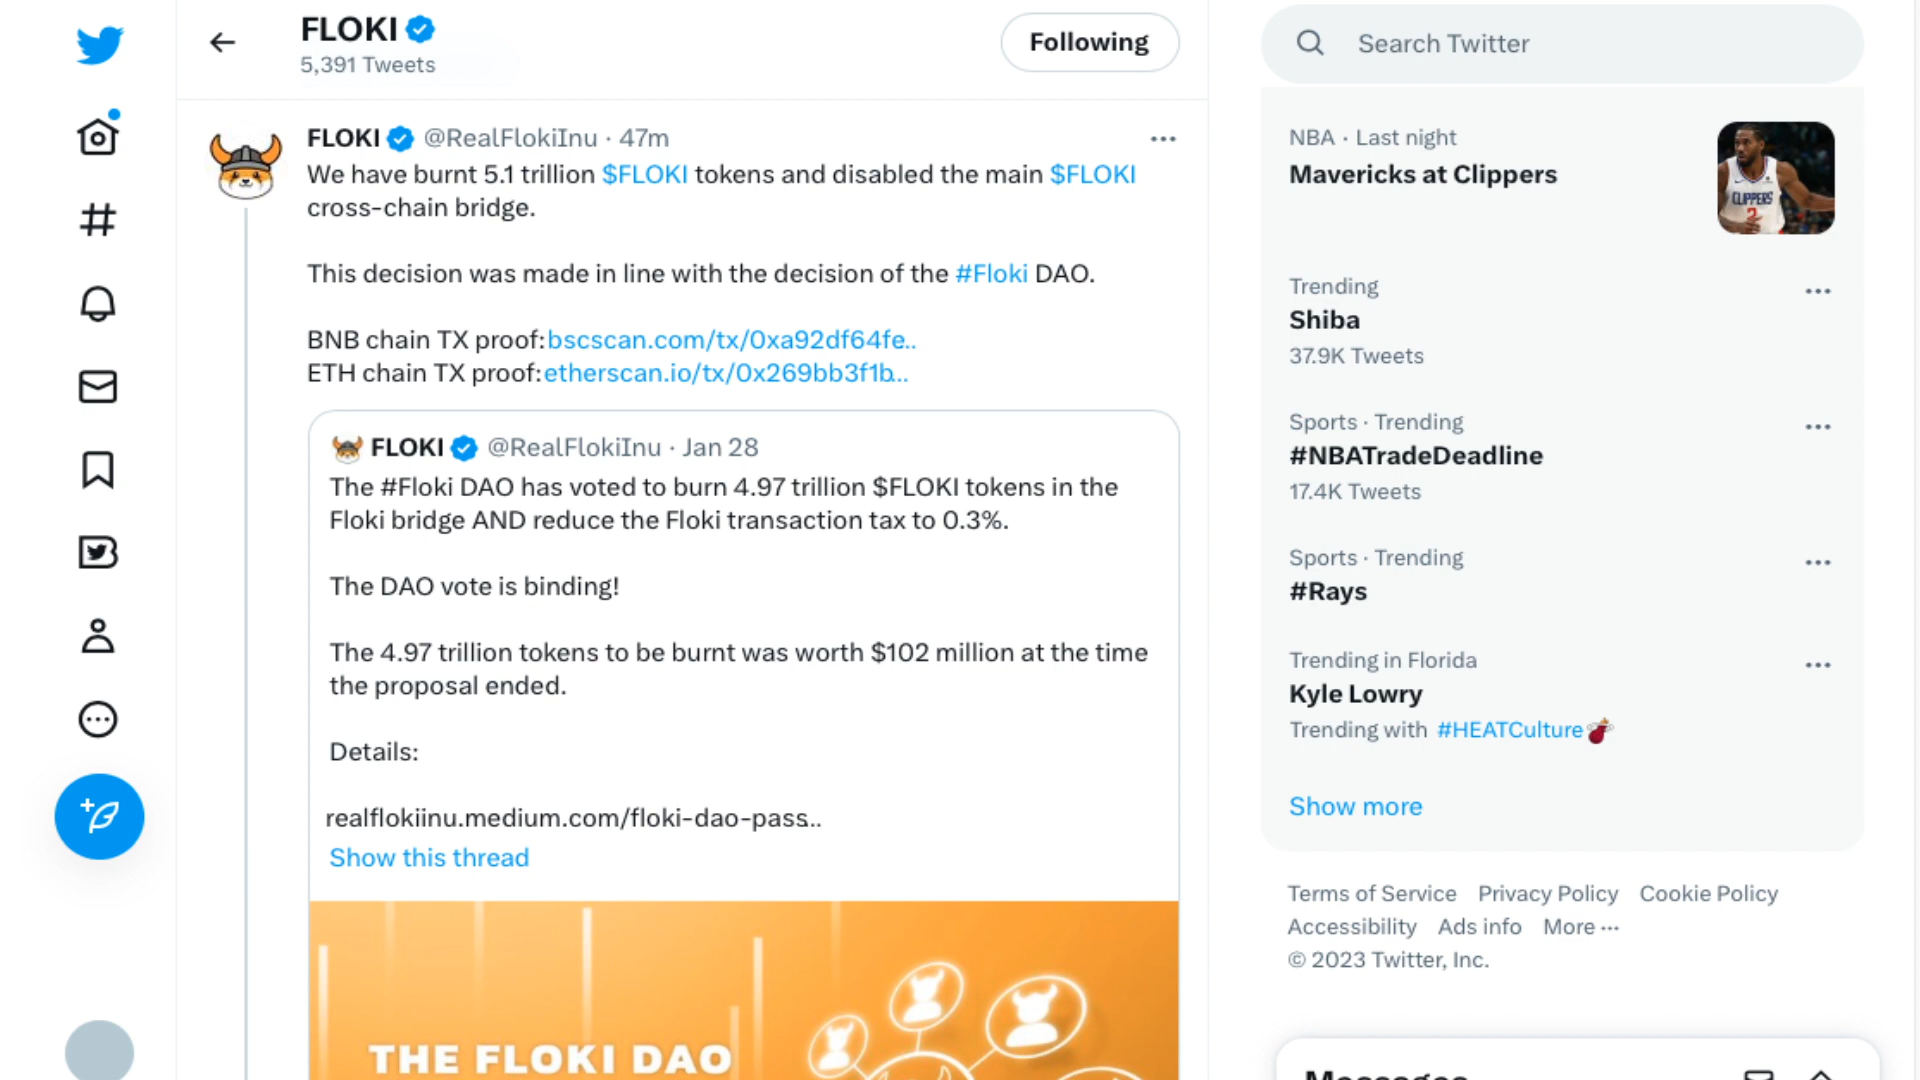 FLOKI
5,391 Tweets
Following
Search Twitter
FLOKI @RealFlokiInu · 47m
We have burnt 5.1 trillion $FLOKI tokens and disabled the main $FLOKI
cross-chain bridge.
This decision was made in line with the decision of the #Floki DAO.
BNB chain TX proof:bscscan.com/tx/0xa92df64fe..
ETH chain TX proof:etherscan.io/tx/0x269bb3f1b...
FLOKI @RealFlokiInu · Jan 28
The #Floki DAO has voted to burn 4.97 trillion $FLOKI tokens in the
Floki bridge AND reduce the Floki transaction tax to 0.3%.
The DAO vote is binding!
The 4.97 trillion tokens to be burnt was worth $102 million at the time
the proposal ended.
Details:
realflokiinu.medium.com/floki-dao-pass...
Show this thread
THE FLOKI DAO
NBA · Last night
Mavericks at Clippers
CLIPPERS
2
Trending
Shiba
37.9K Tweets
Sports · Trending
#NBATradeDeadline
17.4K Tweets
Sports · Trending
#Rays
Trending in Florida
Kyle Lowry
Trending with #HEATCulture
Show more
Terms of Service Privacy Policy Cookie Policy
Accessibility Ads info More ···
© 2023 Twitter, Inc.
Messages